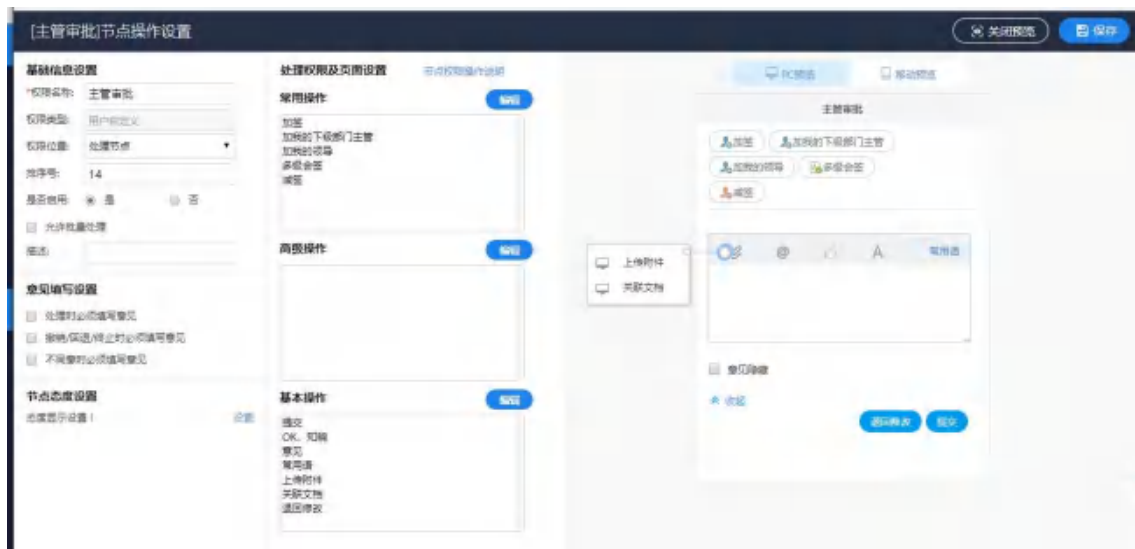 [主管审批]节点操作设置
关闭预览
保存
基础信息设置
*权限名称: 主管审批
权限类型: 用户自定义
权限位置: 处理节点
排序号: 14
是否启用: 是 否
允许批量处理
描述:
意见填写设置
处理时必须填写意见
撤销/回退/终止时必须填写意见
不同意时必须填写意见
节点态度设置
态度显示设置!
设置
处理权限及页面设置
节点权限操作说明
常用操作
编辑
加签
加我的下级部门主管
加我的领导
多级会签
减签
高级操作
编辑
基本操作
编辑
提交
OK、知稿
意见
常用语
上传附件
关联文档
退回修改
PC预览
移动预览
主管审批
加签
加我的下级部门主管
加我的领导
多级会签
减签
上传附件
关联文档
@
A
常用语
意见隐藏
收起
退回修改
提交